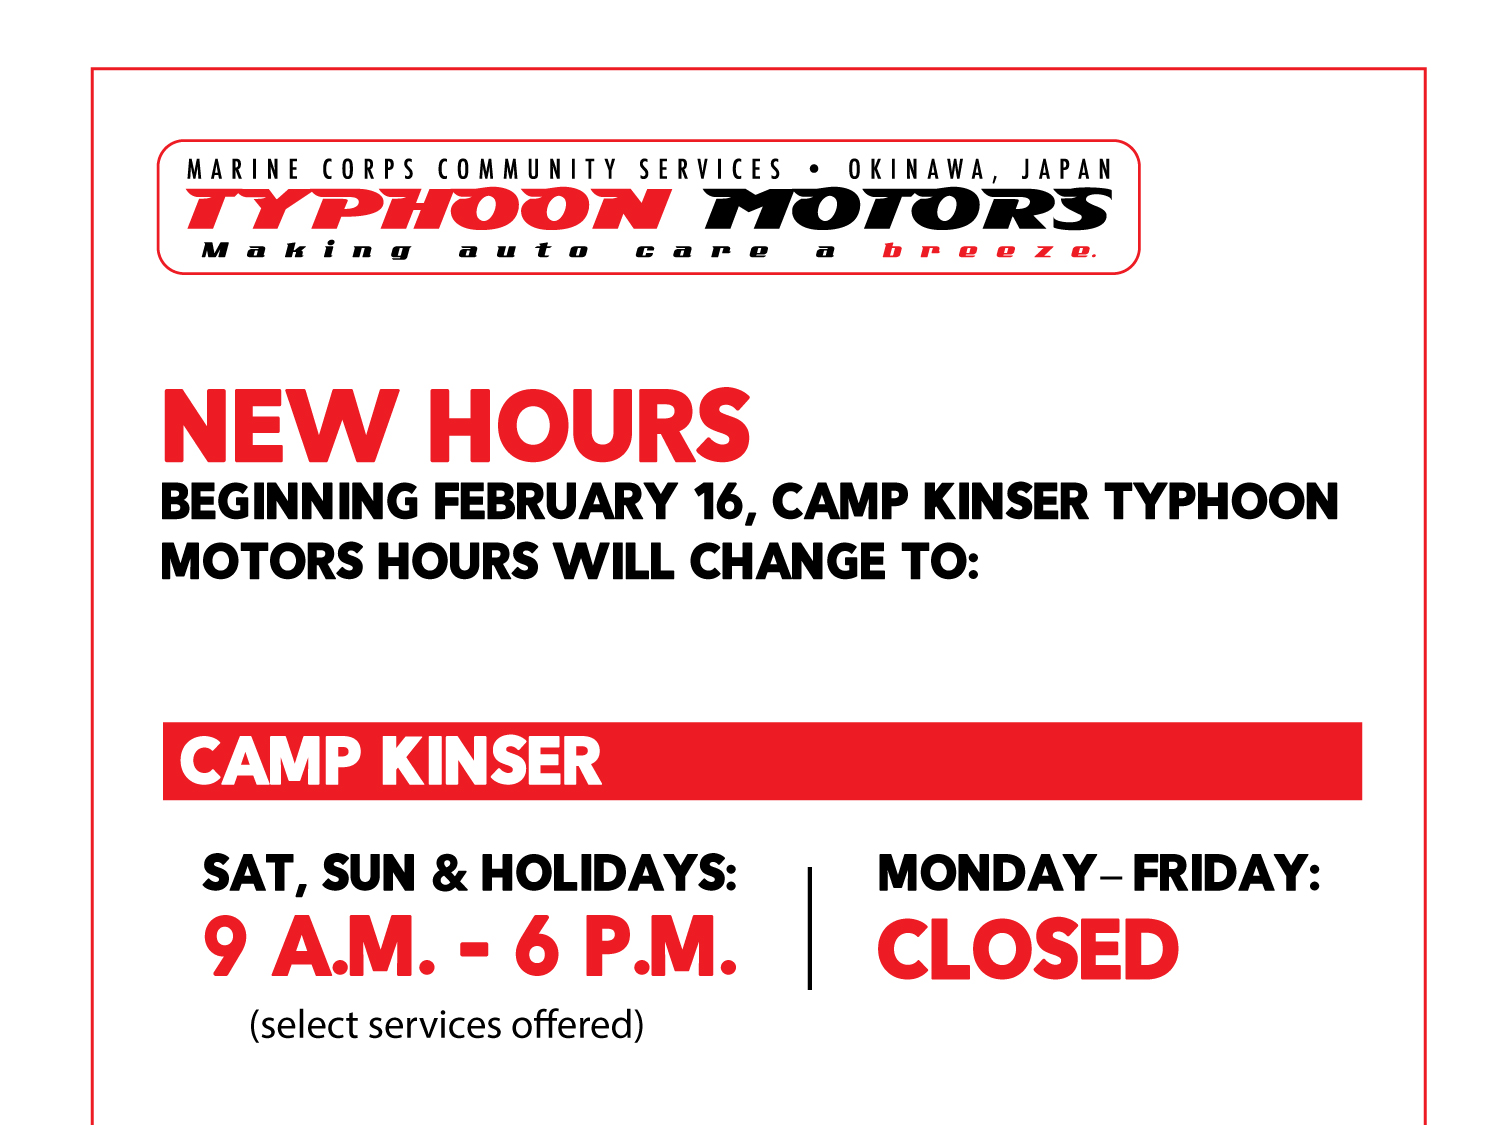 MARINE CORPS COMMUNITY SERVICES • OKINAWA, JAPAN
TYPHOON MOTORS
Making auto care a breeze.
NEW HOURS
BEGINNING FEBRUARY 16, CAMP KINSER TYPHOON
MOTORS HOURS WILL CHANGE TO:
CAMP KINSER
SAT, SUN & HOLIDAYS:
9 A.M. - 6 P.M.
(select services offered)
MONDAY– FRIDAY:
CLOSED